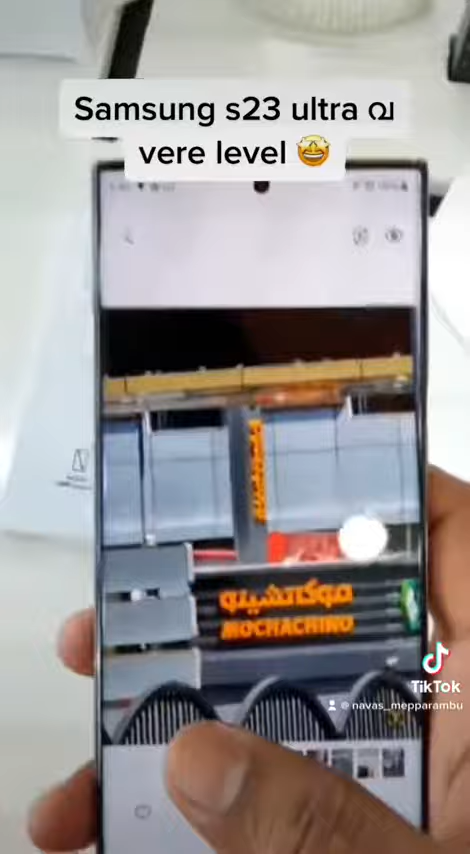 Samsung s23 ultra വ
vere level 🤩
موكاتشينو
MOCHACHINO
TikTok
@navas_mepparambu